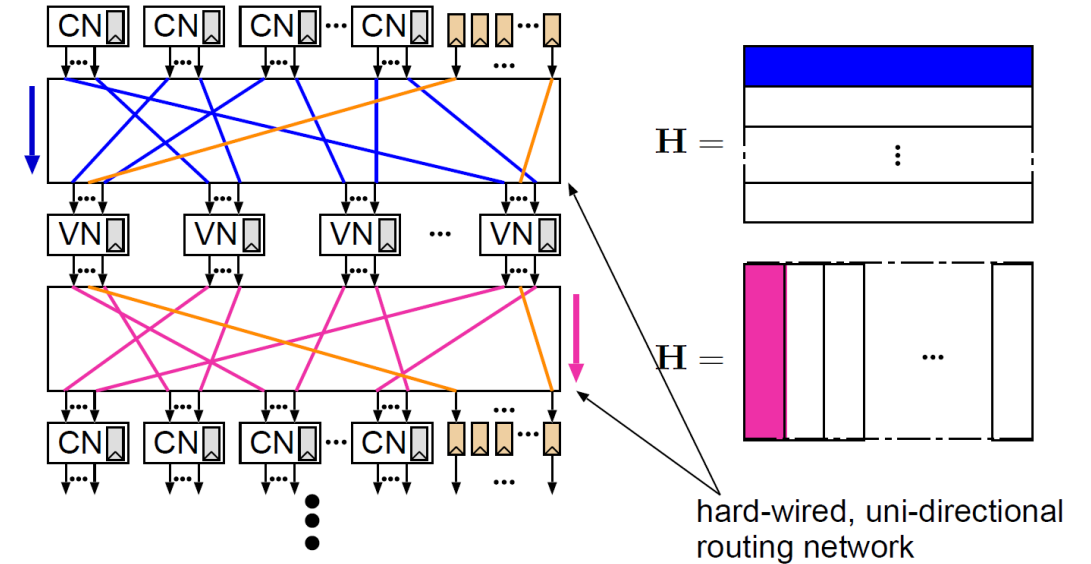 CN CN CN ... CN ... ...
... ... ... ... ...
... ... ... ...
VN VN VN ... VN
... ... ... ...
... ... ... ... ...
CN CN CN ... CN ...
... ... ... ... ...
H =
H = ...
hard-wired, uni-directional
routing network